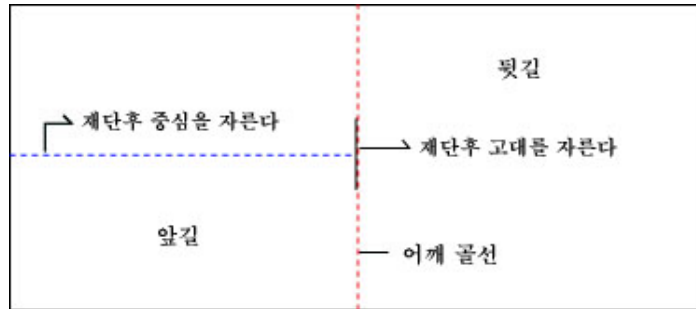 뒷길
재단후 중심을 자른다
재단후 고대를 자른다
앞길
어깨 골선